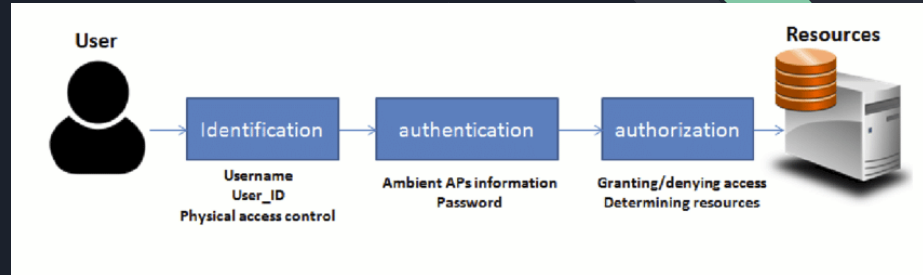 User
Resources
Identification
authentication
authorization
Username
User_ID
Physical access control
Ambient APs information
Password
Granting/denying access
Determining resources